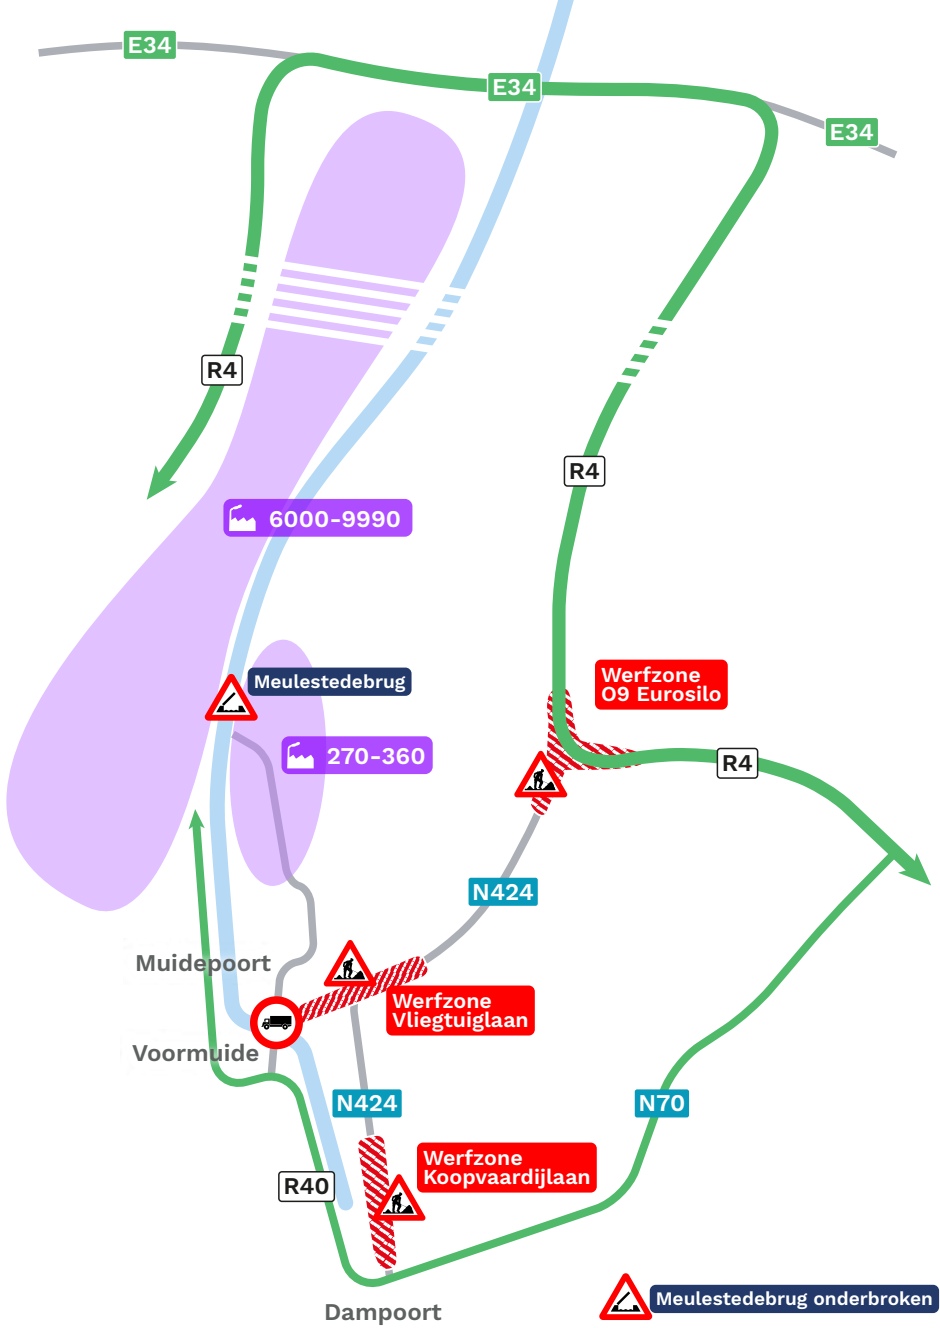 E34
E34
E34
R4
R4
6000-9990
Meulestedebrug
Werfzone
O9 Eurosilo
270-360
R4
N424
Muidepoort
Werfzone
Vliegtuiglaan
Voormuide
N424
N70
Werfzone
Koopvaardijlaan
R40
Meulestedebrug onderbroken
Dampoort